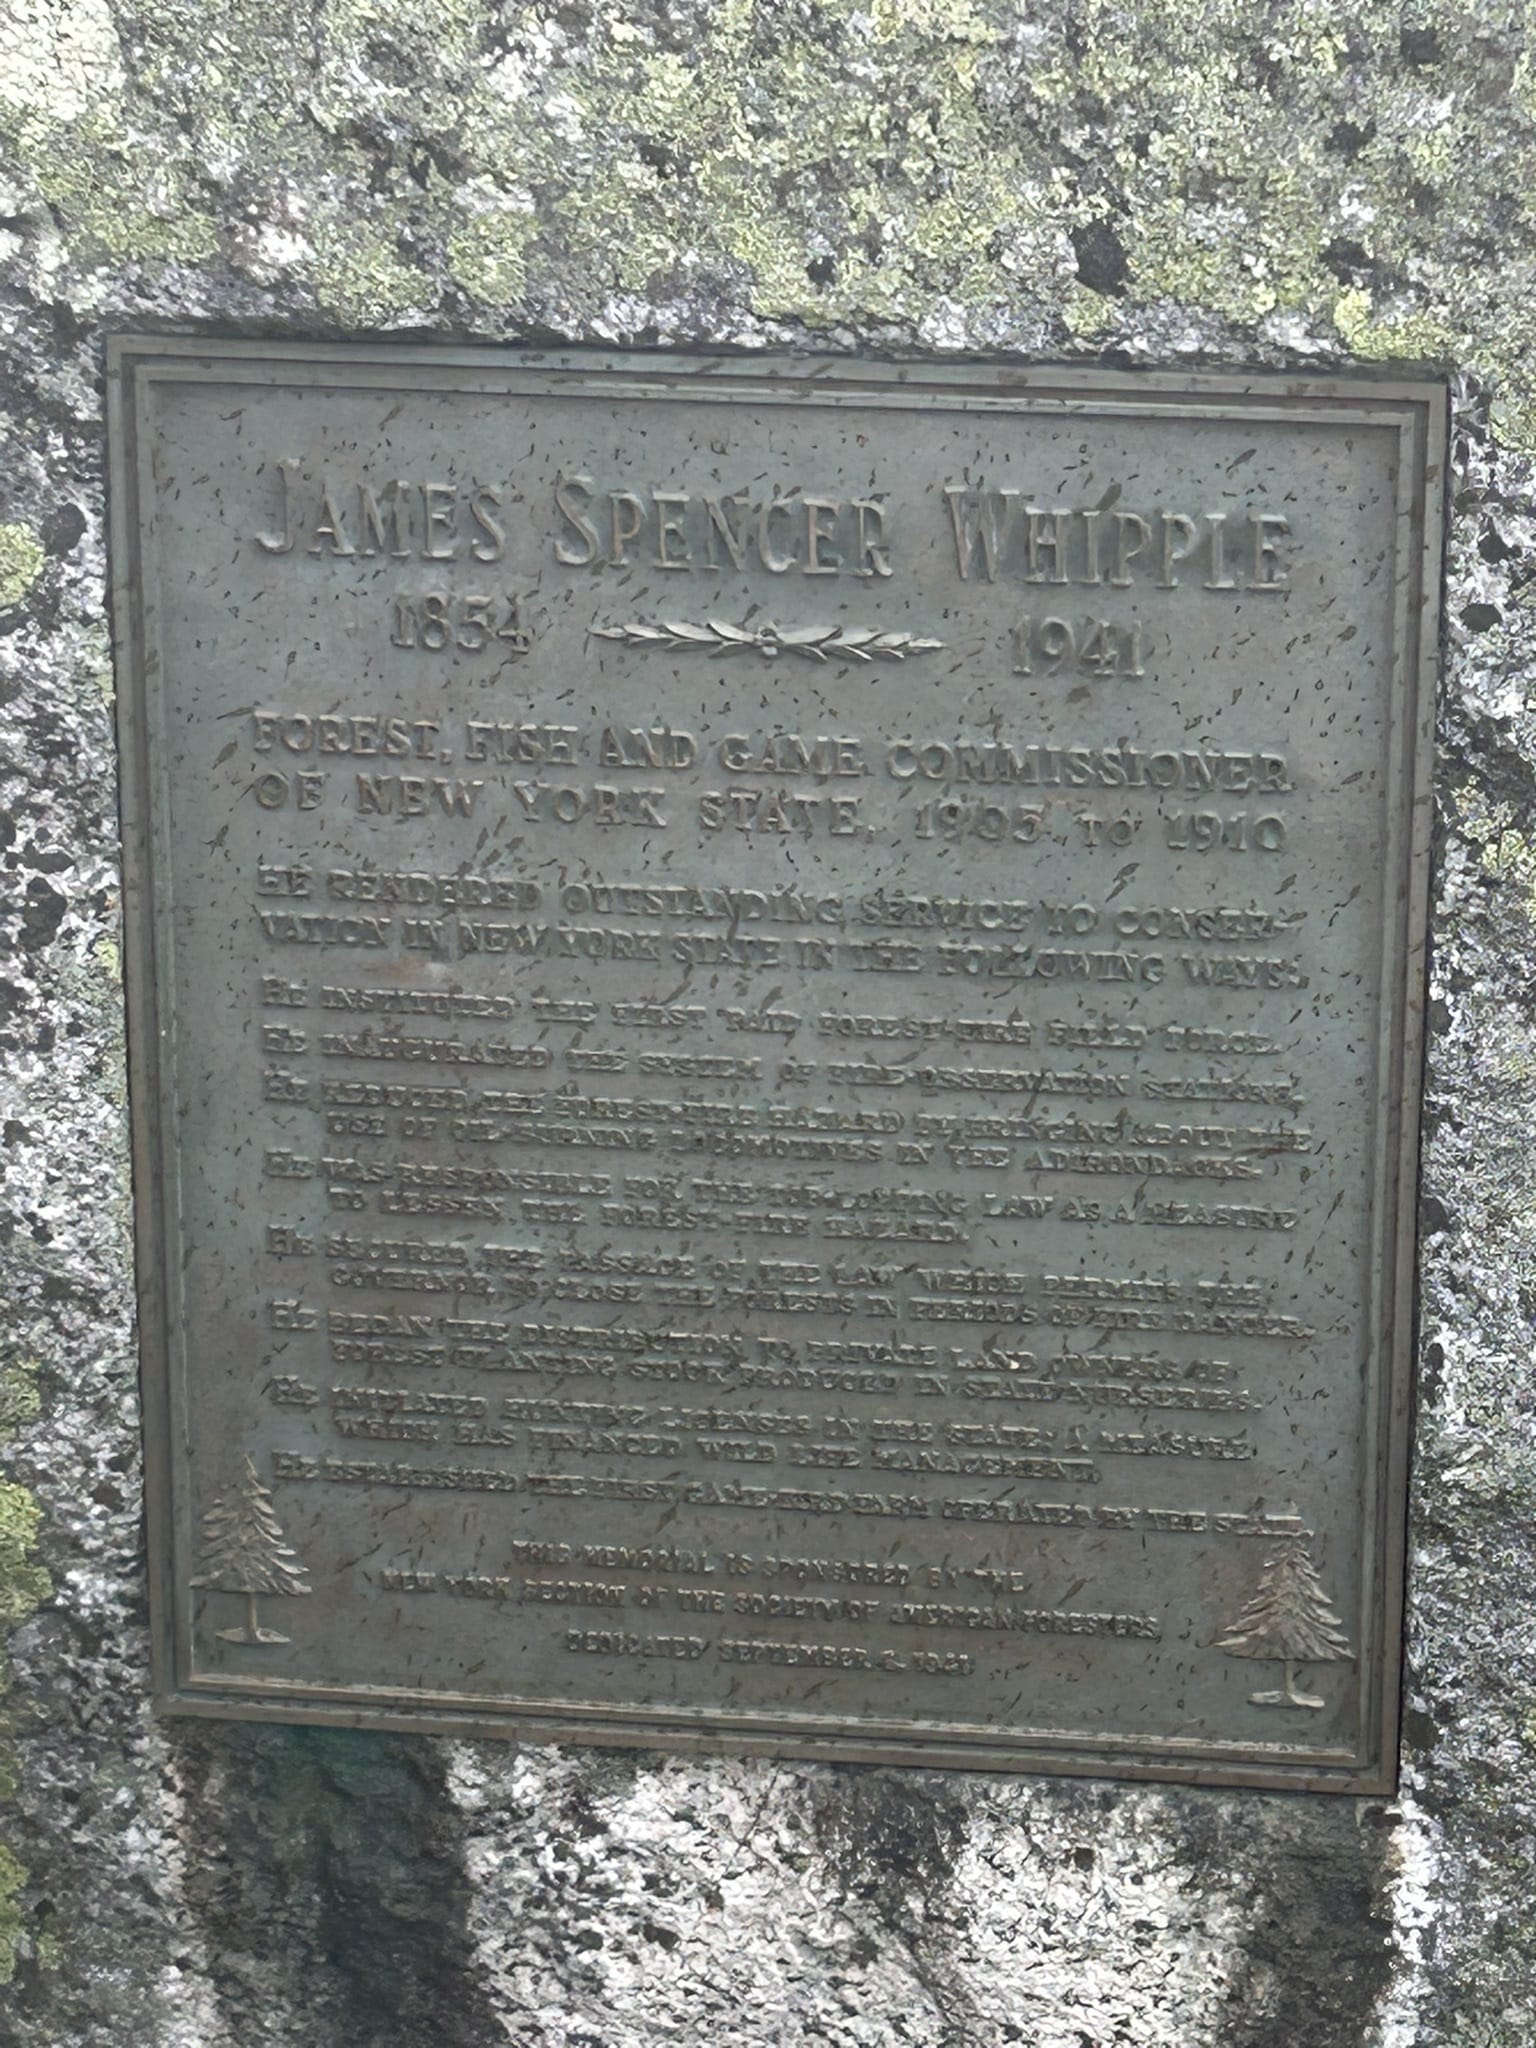 JAMES SPENCER WHIPPLE
1854 1941
FOREST, FISH AND GAME COMMISSIONER
OF NEW YORK STATE, 1905 TO 1910
HE RENDERED OUTSTANDING SERVICE TO CONSER-
VATION IN NEW YORK STATE IN THE FOLLOWING WAYS:
HE INSTITUTED THE FIRST PAID FOREST-FIRE FIELD FORCE.
HE INAUGURATED THE SYSTEM OF FIRE-OBSERVATION STATIONS.
HE REDUCED THE FOREST-FIRE HAZARD BY BRINGING ABOUT THE
USE OF OIL-BURNING LOCOMOTIVES IN THE ADIRONDACKS.
HE WAS RESPONSIBLE FOR THE TOP-LOPPING LAW AS A MEASURE
TO LESSEN THE FOREST-FIRE HAZARD.
HE SECURED THE PASSAGE OF THE LAW WHICH PERMITS THE
GOVERNOR TO CLOSE THE FORESTS IN PERIODS OF FIRE DANGER.
HE BEGAN THE DISTRIBUTION TO PRIVATE LAND OWNERS OF
FOREST PLANTING STOCK PRODUCED IN STATE NURSERIES.
HE HUNTING LICENSES IN THE STATE; A MEASURE
WHICH HAS FINANCED WILD LIFE MANAGEMENT.
HE ESTABLISHED THE FIRST GAME BIRD FARM OPERATED BY THE STATE.
THIS MEMORIAL IS SPONSORED BY THE
NEW YORK SECTION OF THE SOCIETY OF AMERICAN FORESTERS
DEDICATED SEPTEMBER